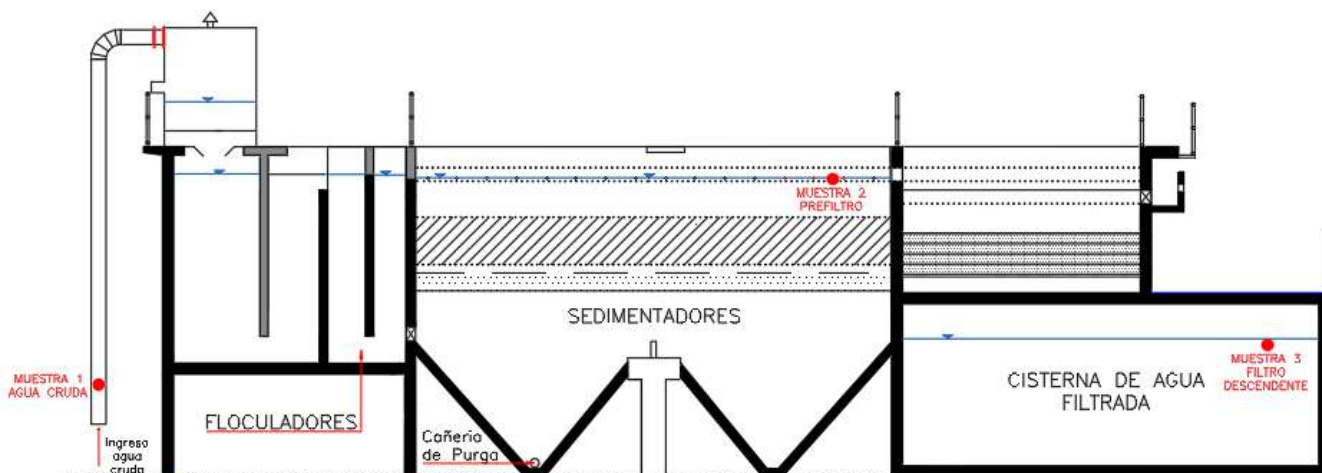 MUESTRA 1
AGUA CRUDA
Ingreso
agua
cruda
FLOCULADORES
Cañeria
de Purga
SEDIMENTADORES
MUESTRA 2
PREFILTRO
CISTERNA DE AGUA
FILTRADA
MUESTRA 3
FILTRO
DESCENDENTE